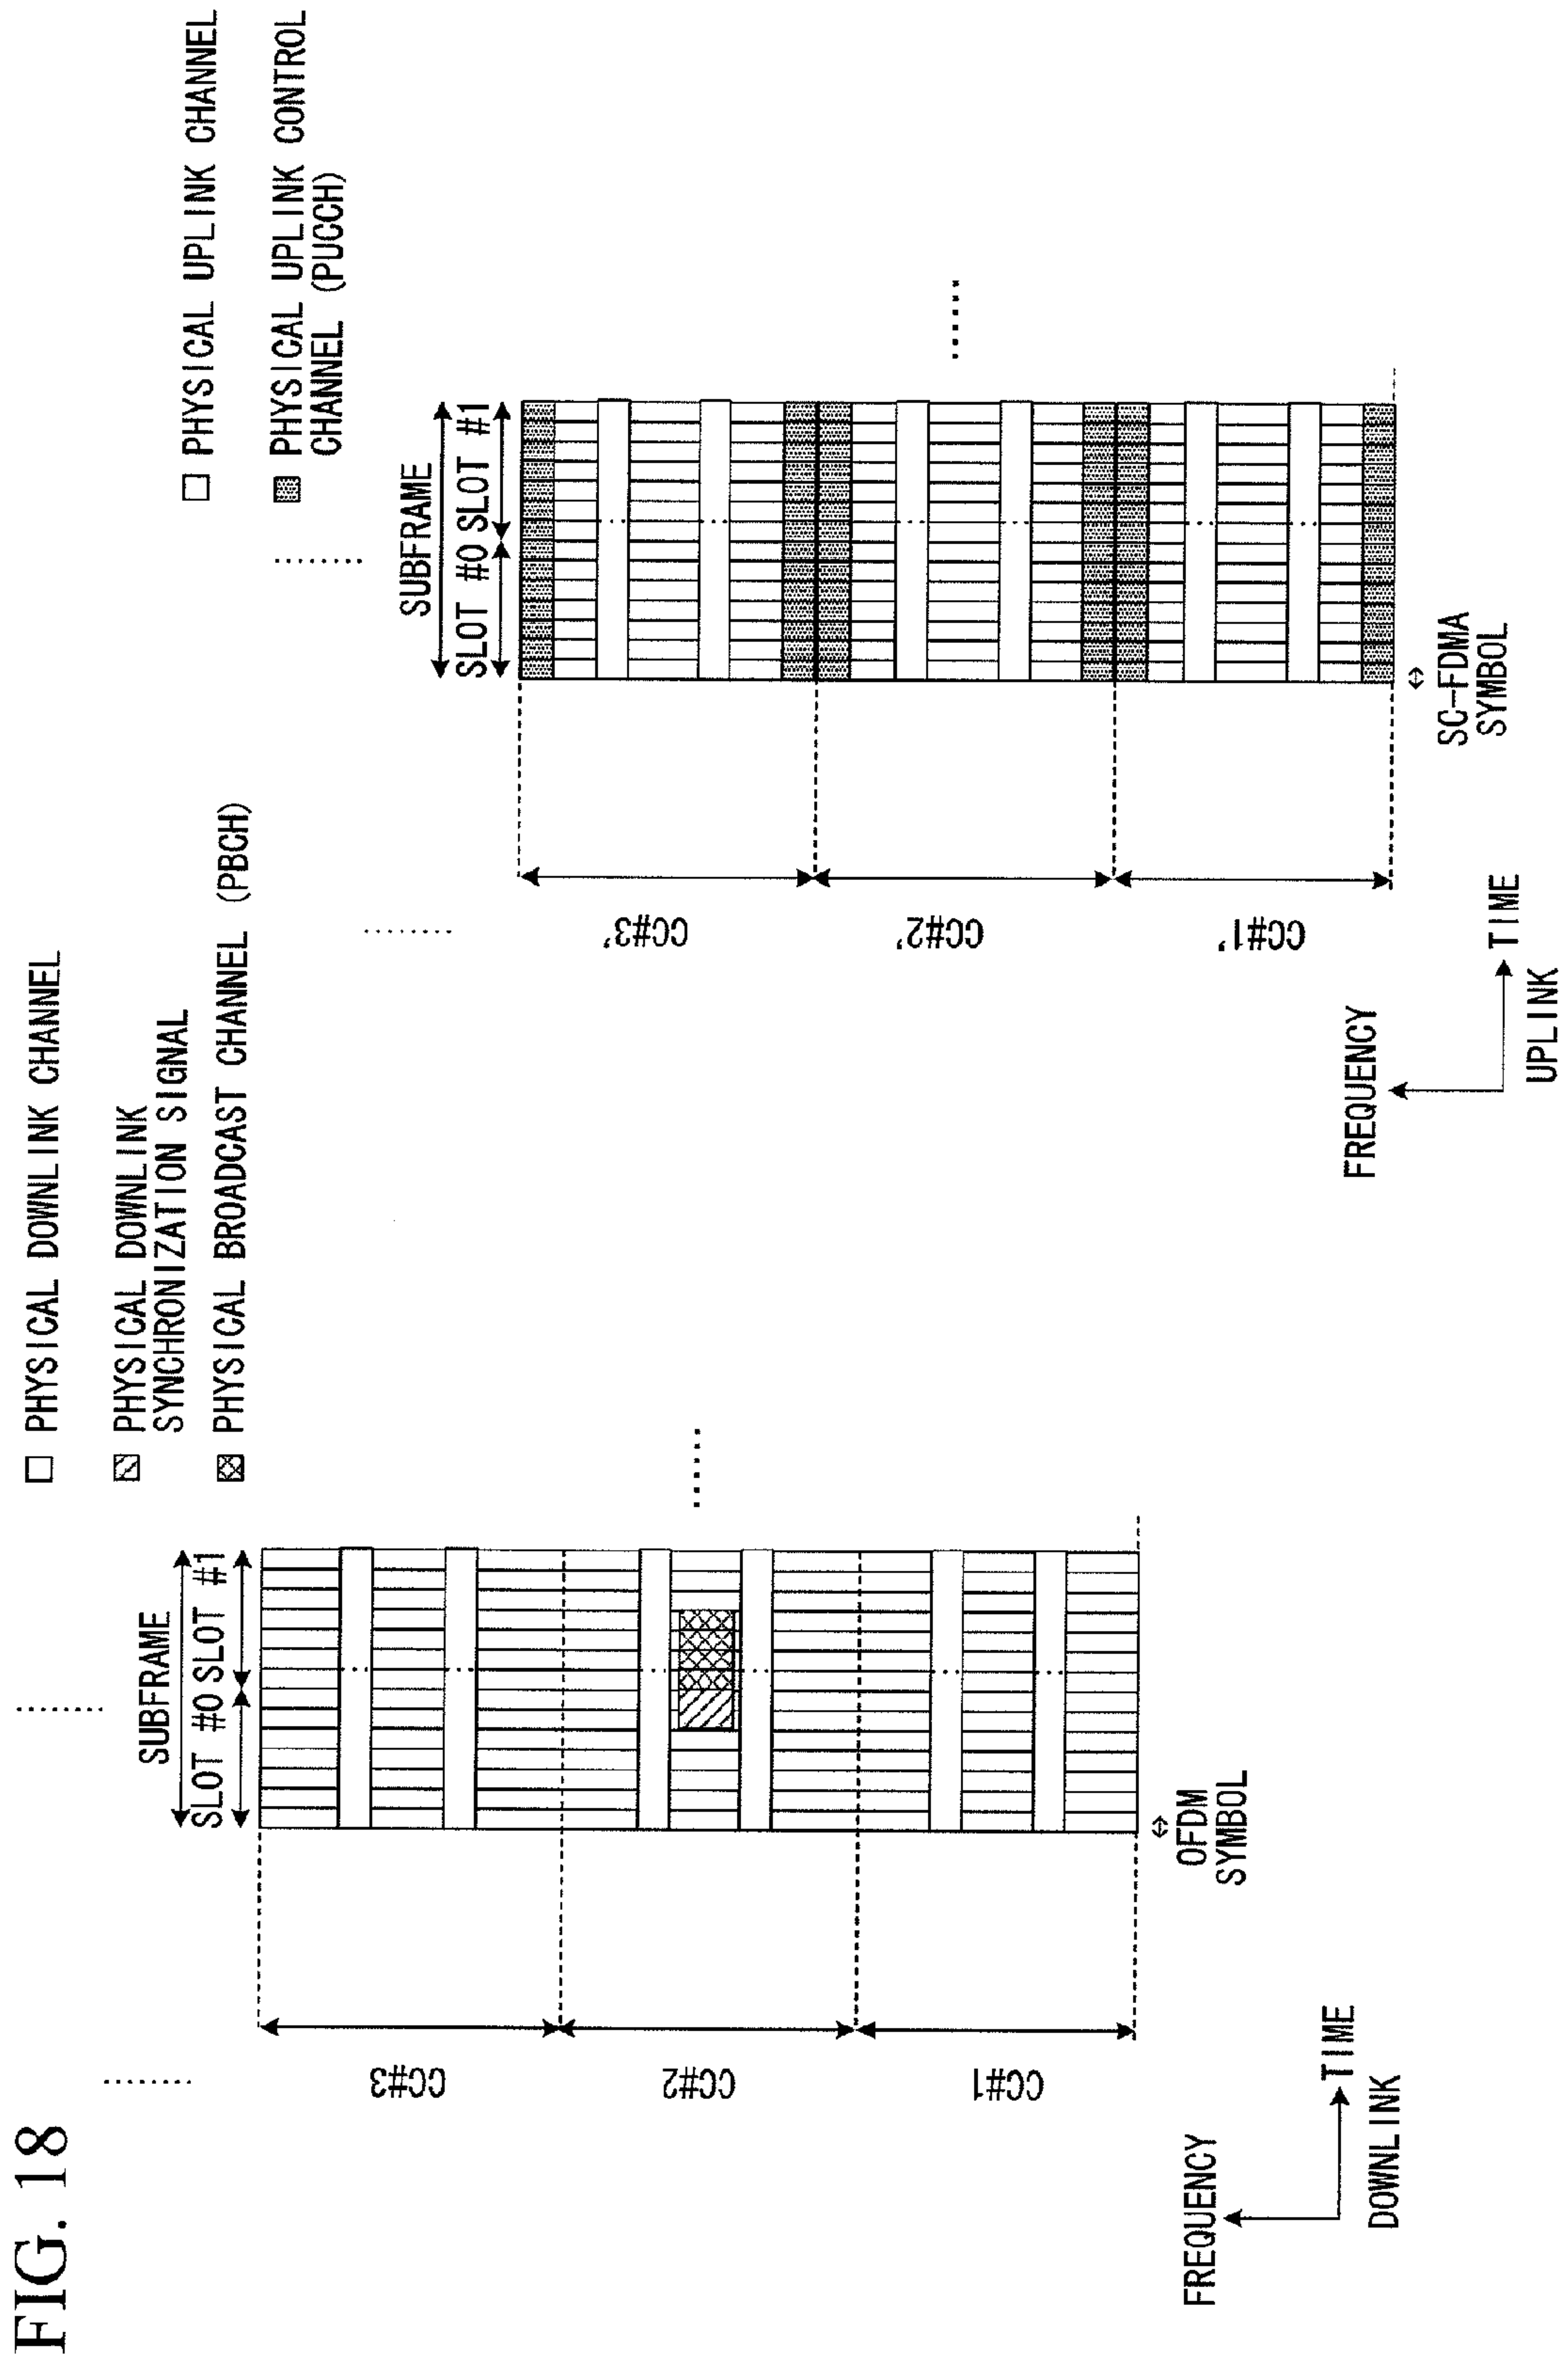 FIG. 18
PHYSICAL DOWNLINK CHANNEL
PHYSICAL DOWNLINK
SYNCHRONIZATION SIGNAL
PHYSICAL BROADCAST CHANNEL (PBCH)
SUBFRAME
SLOT #0 SLOT #1
CC#3
CC#2
CC#1
OFDM
SYMBOL
FREQUENCY
TIME
DOWNLINK
PHYSICAL UPLINK CHANNEL
PHYSICAL UPLINK CONTROL
CHANNEL (PUCCH)
SUBFRAME
SLOT #0 SLOT #1
CC#3'
CC#2'
CC#1'
SC-FDMA
SYMBOL
FREQUENCY
TIME
UPLINK